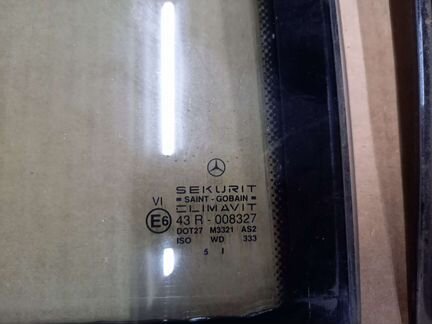 SEKURIT
= SAINT - GOBAIN =
CLIMAVIT
VI
E6 43 R - 008327
DOT27 M3321 AS2
ISO WD 333
5 I